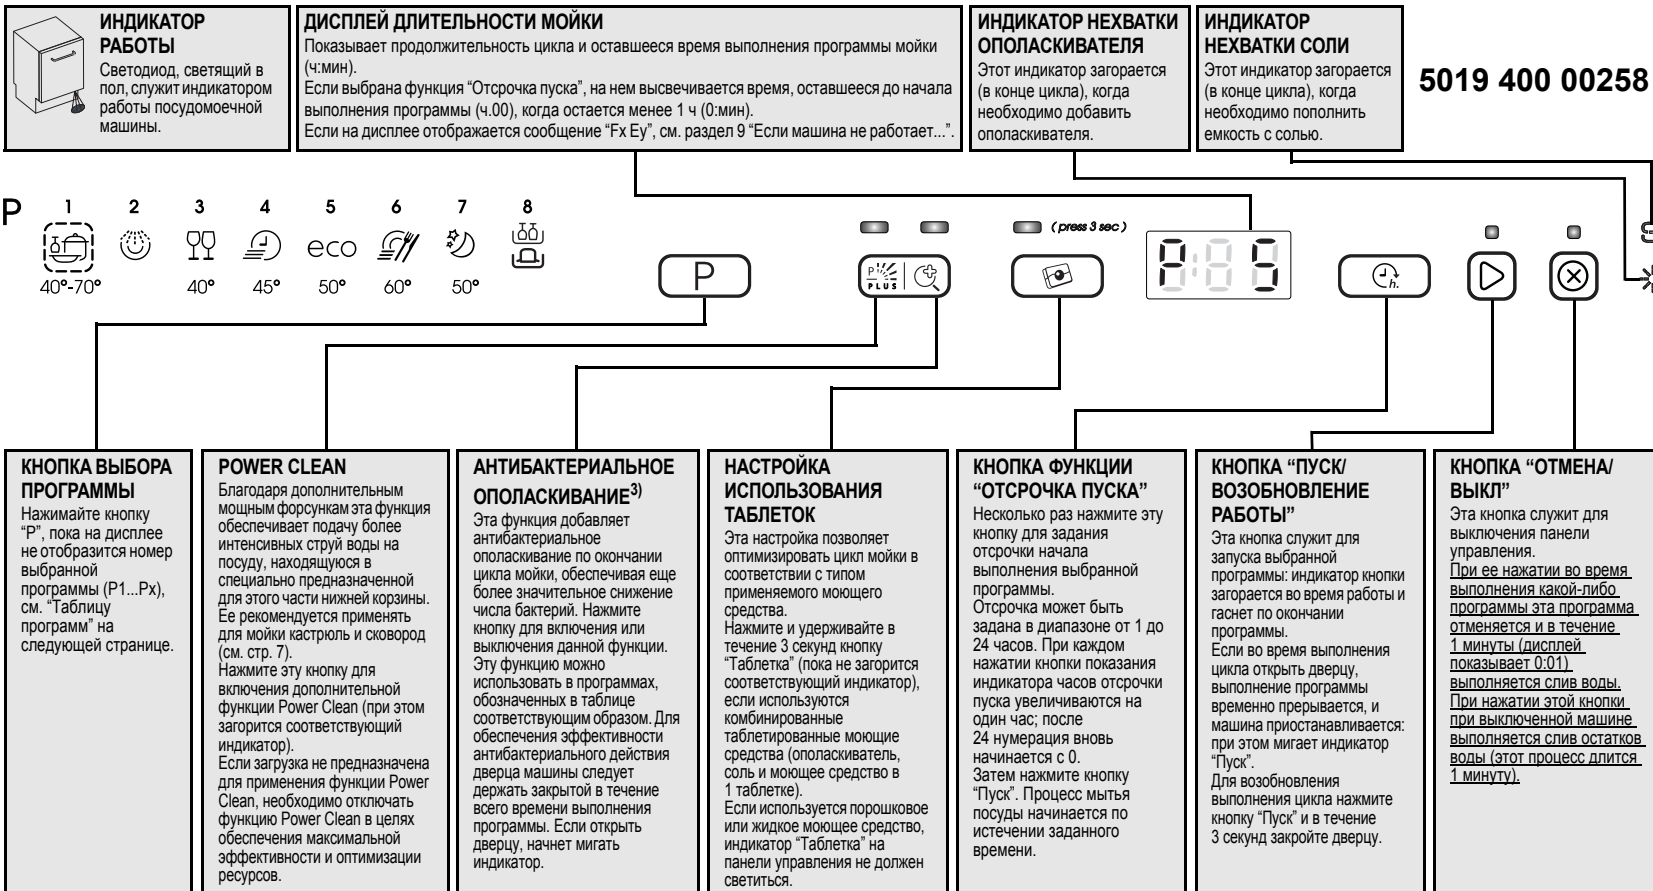 ИНДИКАТОР
РАБОТЫ
Светодиод, светящий в
пол, служит индикатором
работы посудомоечной
машины.
ДИСПЛЕЙ ДЛИТЕЛЬНОСТИ МОЙКИ
Показывает продолжительность цикла и оставшееся время выполнения программы мойки
(ч:мин).
Если выбрана функция “Отсрочка пуска”, на нем высвечивается время, оставшееся до начала
выполнения программы (ч.00), когда остается менее 1 ч (0:мин).
Если на дисплее отображается сообщение “Fx Ey”, см. раздел 9 “Если машина не работает...”.
ИНДИКАТОР НЕХВАТКИ
ОПОЛАСКИВАТЕЛЯ
Этот индикатор загорается
(в конце цикла), когда
необходимо добавить
ополаскивателя.
ИНДИКАТОР
НЕХВАТКИ СОЛИ
Этот индикатор загорается
(в конце цикла), когда
необходимо пополнить
емкость с солью.
5019 400 00258
P 1 2 3 4 5 6 7 8
eco
40°-70° 40° 45° 50° 60° 50°
P
P PLUS
(press 3 sec)
P 5
h.
КНОПКА ВЫБОРА
ПРОГРАММЫ
Нажимайте кнопку
“P”, пока на дисплее
не отобразится номер
выбранной
программы (P1...Px),
см. “Таблицу
программ” на
следующей странице.
POWER CLEAN
Благодаря дополнительным
мощным форсункам эта функция
обеспечивает подачу более
интенсивных струй воды на
посуду, находящуюся в
специально предназначенной
для этого части нижней корзины.
Ее рекомендуется применять
для мойки кастрюль и сковород
(см. стр. 7).
Нажмите эту кнопку для
включения дополнительной
функции Power Clean (при этом
загорится соответствующий
индикатор).
Если загрузка не предназначена
для применения функции Power
Clean, необходимо отключать
функцию Power Clean в целях
обеспечения максимальной
эффективности и оптимизации
ресурсов.
АНТИБАКТЕРИАЛЬНОЕ
ОПОЛАСКИВАНИЕ3)
Эта функция добавляет
антибактериальное
ополаскивание по окончании
цикла мойки, обеспечивая еще
более значительное снижение
числа бактерий. Нажмите
кнопку для включения или
выключения данной функции.
Эту функцию можно
использовать в программах,
обозначенных в таблице
соответствующим образом. Для
обеспечения эффективности
антибактериального действия
дверца машины следует
держать закрытой в течение
всего времени выполнения
программы. Если открыть
дверцу, начнет мигать
индикатор.
НАСТРОЙКА
ИСПОЛЬЗОВАНИЯ
ТАБЛЕТОК
Эта настройка позволяет
оптимизировать цикл мойки в
соответствии с типом
применяемого моющего
средства.
Нажмите и удерживайте в
течение 3 секунд кнопку
“Таблетка” (пока не загорится
соответствующий индикатор),
если используются
комбинированные
таблетированные моющие
средства (ополаскиватель,
соль и моющее средство в
1 таблетке).
Если используется порошковое
или жидкое моющее средство,
индикатор “Таблетка” на
панели управления не должен
светиться.
КНОПКА ФУНКЦИИ
“ОТСРОЧКА ПУСКА”
Несколько раз нажмите эту
кнопку для задания
отсрочки начала
выполнения выбранной
программы.
Отсрочка может быть
задана в диапазоне от 1 до
24 часов. При каждом
нажатии кнопки показания
индикатора часов отсрочки
пуска увеличиваются на
один час; после
24 нумерация вновь
начинается с 0.
Затем нажмите кнопку
“Пуск”. Процесс мытья
посуды начинается по
истечении заданного
времени.
КНОПКА “ПУСК/
ВОЗОБНОВЛЕНИЕ
РАБОТЫ”
Эта кнопка служит для
запуска выбранной
программы: индикатор кнопки
загорается во время работы и
гаснет по окончании
программы.
Если во время выполнения
цикла открыть дверцу,
выполнение программы
временно прерывается, и
машина приостанавливается:
при этом мигает индикатор
“Пуск”.
Для возобновления
выполнения цикла нажмите
кнопку “Пуск” и в течение
3 секунд закройте дверцу.
КНОПКА “ОТМЕНА/
ВЫКЛ”
Эта кнопка служит для
выключения панели
управления.
При ее нажатии во время
выполнения какой-либо
программы эта программа
отменяется и в течение
1 минуты (дисплей
показывает 0:01)
выполняется слив воды.
При нажатии этой кнопки
при выключенной машине
выполняется слив остатков
воды (этот процесс длится
1 минуту).